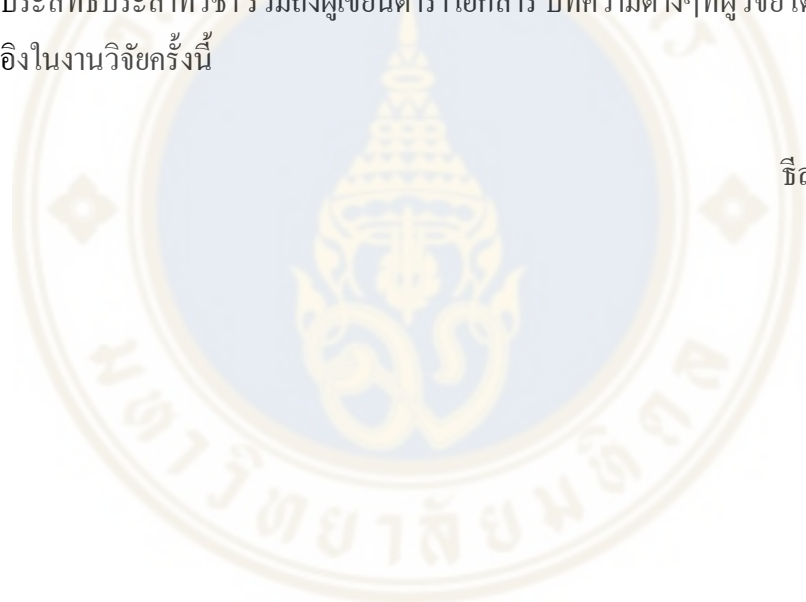 ประสิทธิ์ประสาทวิชา รวมถึงผู้เขียนตำรา เอกสาร บทความต่างๆที่ผู้วิจัยได้
อิงในงานวิจัยครั้งนี้
มหาวิทยาลัยมหิดล